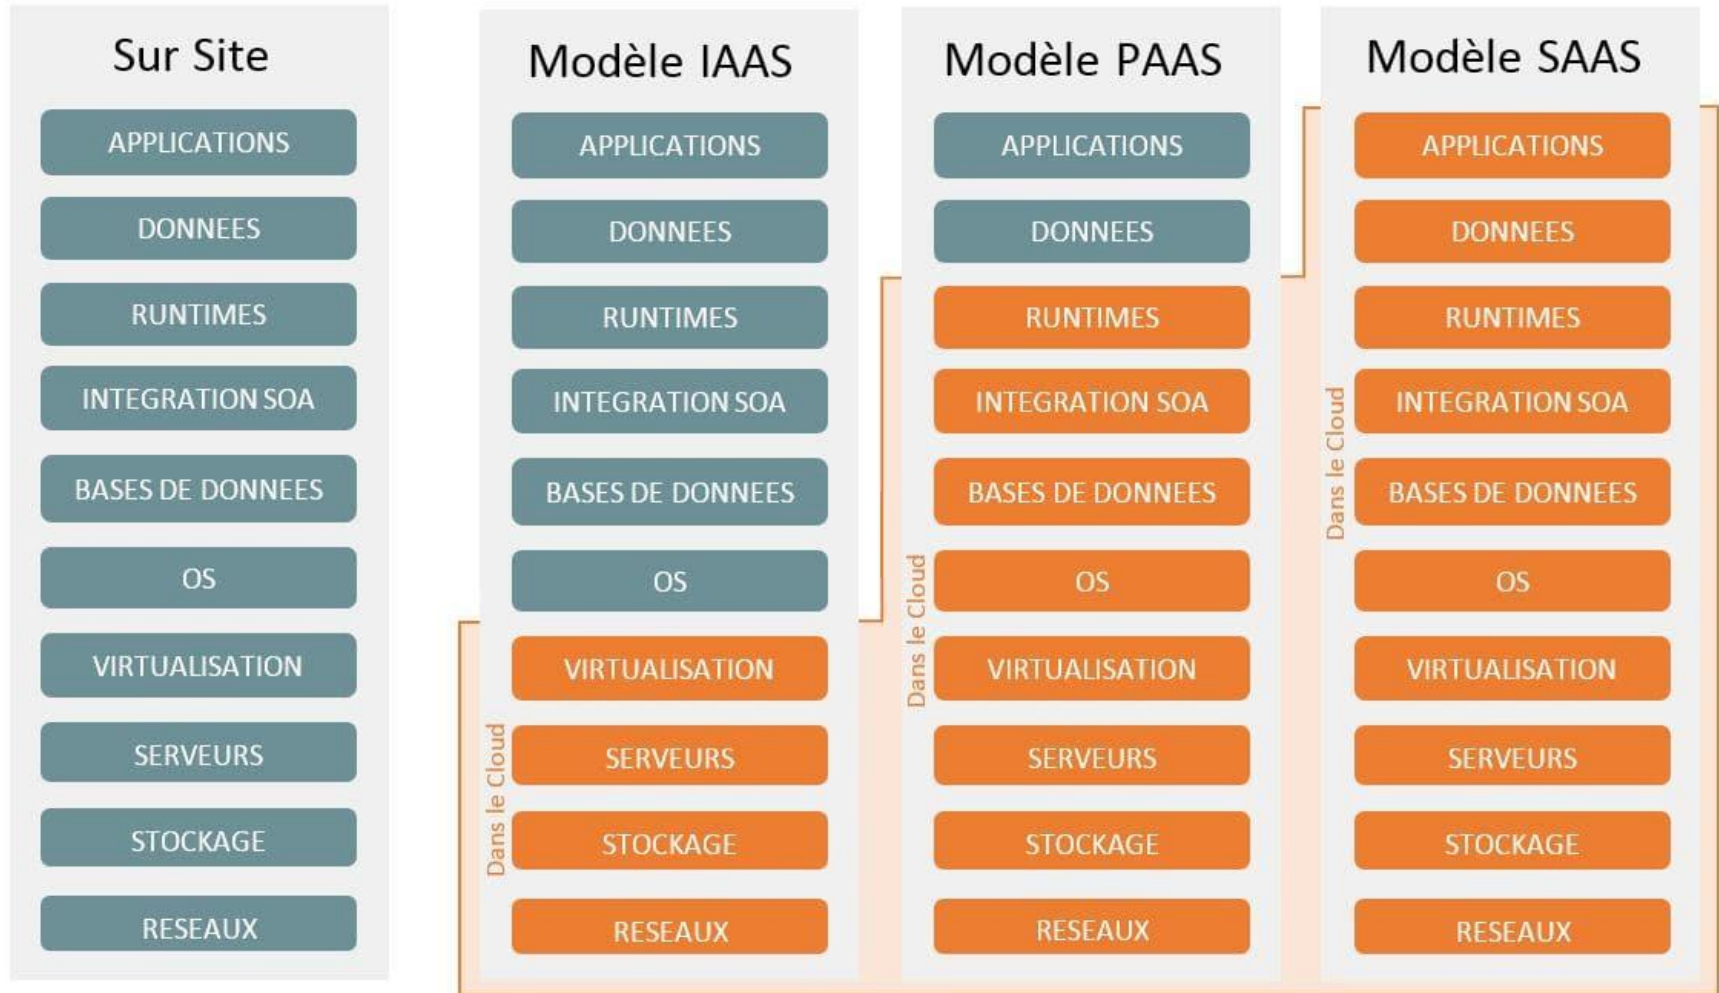 Sur Site
APPLICATIONS
DONNEES
RUNTIMES
INTEGRATION SOA
BASES DE DONNEES
OS
VIRTUALISATION
SERVEURS
STOCKAGE
RESEAUX
Modèle IAAS
APPLICATIONS
DONNEES
RUNTIMES
INTEGRATION SOA
BASES DE DONNEES
OS
VIRTUALISATION
SERVEURS
STOCKAGE
RESEAUX
Dans le Cloud
Modèle PAAS
APPLICATIONS
DONNEES
RUNTIMES
INTEGRATION SOA
BASES DE DONNEES
OS
VIRTUALISATION
SERVEURS
STOCKAGE
RESEAUX
Dans le Cloud
Modèle SAAS
APPLICATIONS
DONNEES
RUNTIMES
INTEGRATION SOA
BASES DE DONNEES
OS
VIRTUALISATION
SERVEURS
STOCKAGE
RESEAUX
Dans le Cloud